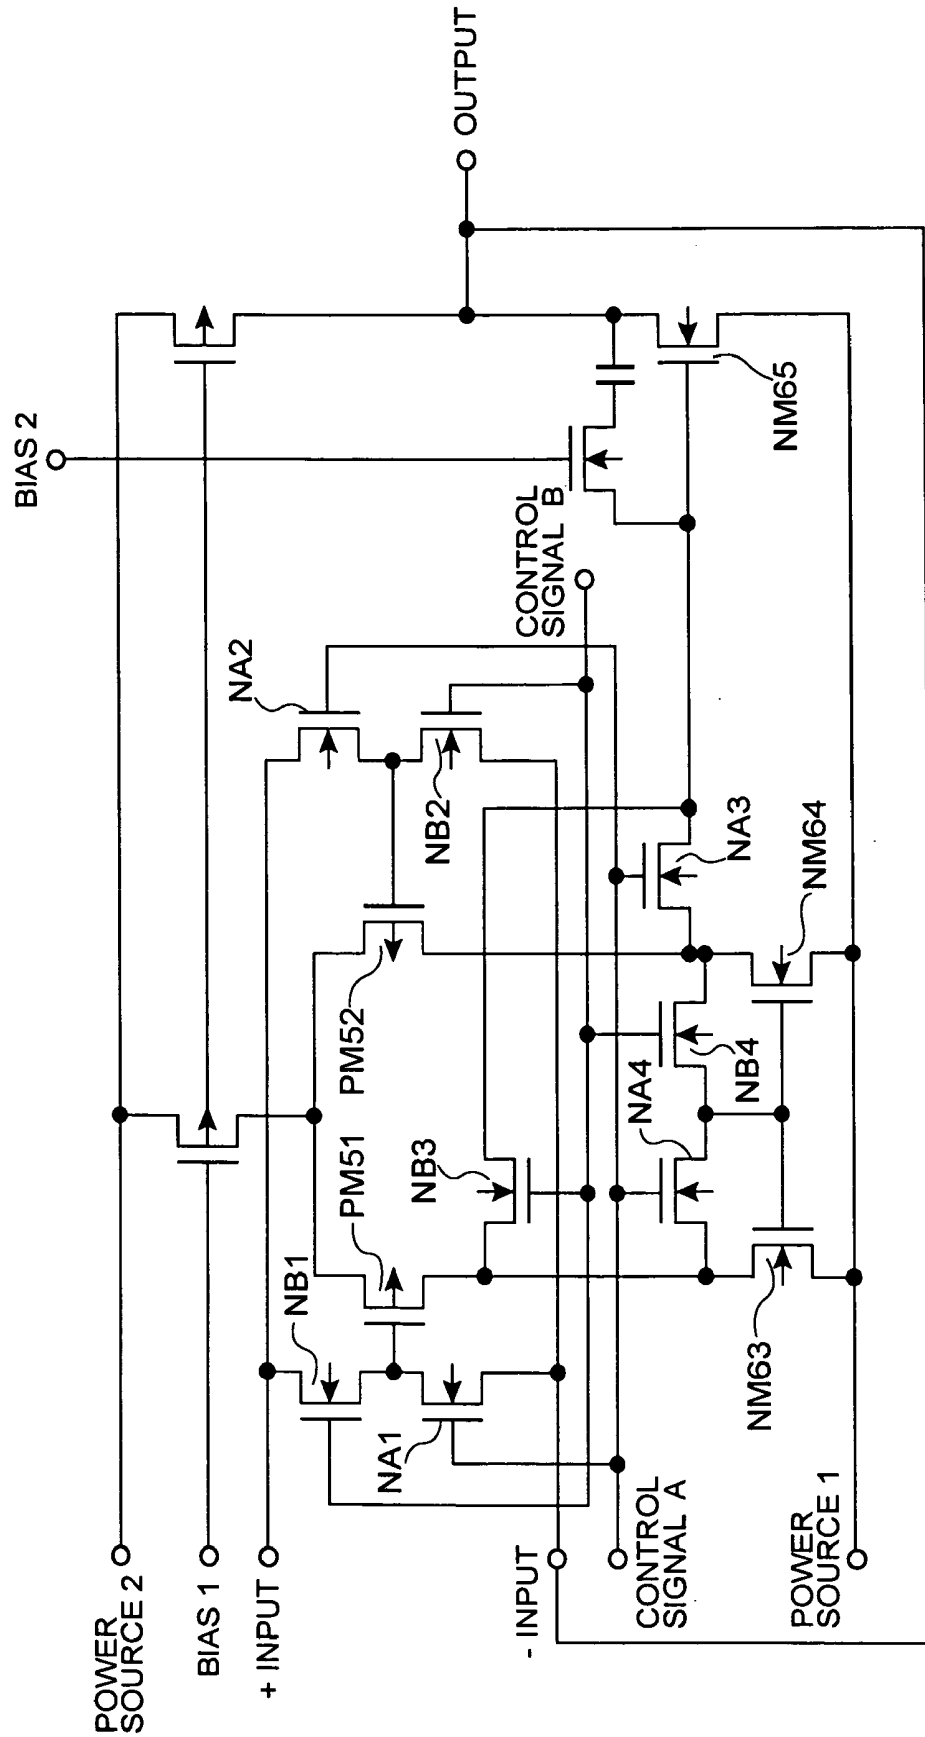 POWER
SOURCE 2
BIAS 1
+ INPUT
- INPUT
CONTROL
SIGNAL A
POWER
SOURCE 1
NB1
NA1
PM51
NB3
NM63
NA4
NB4
PM52
NM64
NA3
NA2
NB2
CONTROL
SIGNAL B
BIAS 2
NM65
OUTPUT